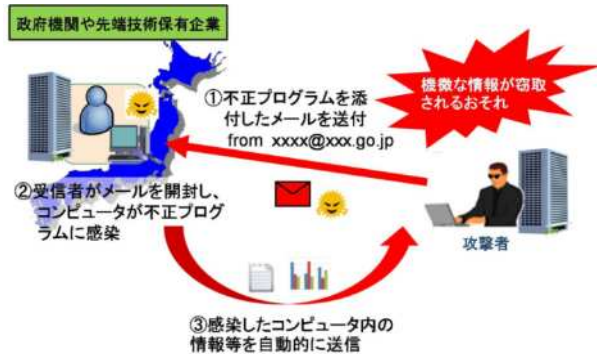 政府機関や先端技術保有企業
機微な情報が窃取
されるおそれ
①不正プログラムを添
付したメールを送付
from xxxx@xxx.go.jp
②受信者がメールを開封し、
コンピュータが不正プログ
ラムに感染
攻撃者
③感染したコンピュータ内の
情報等を自動的に送信